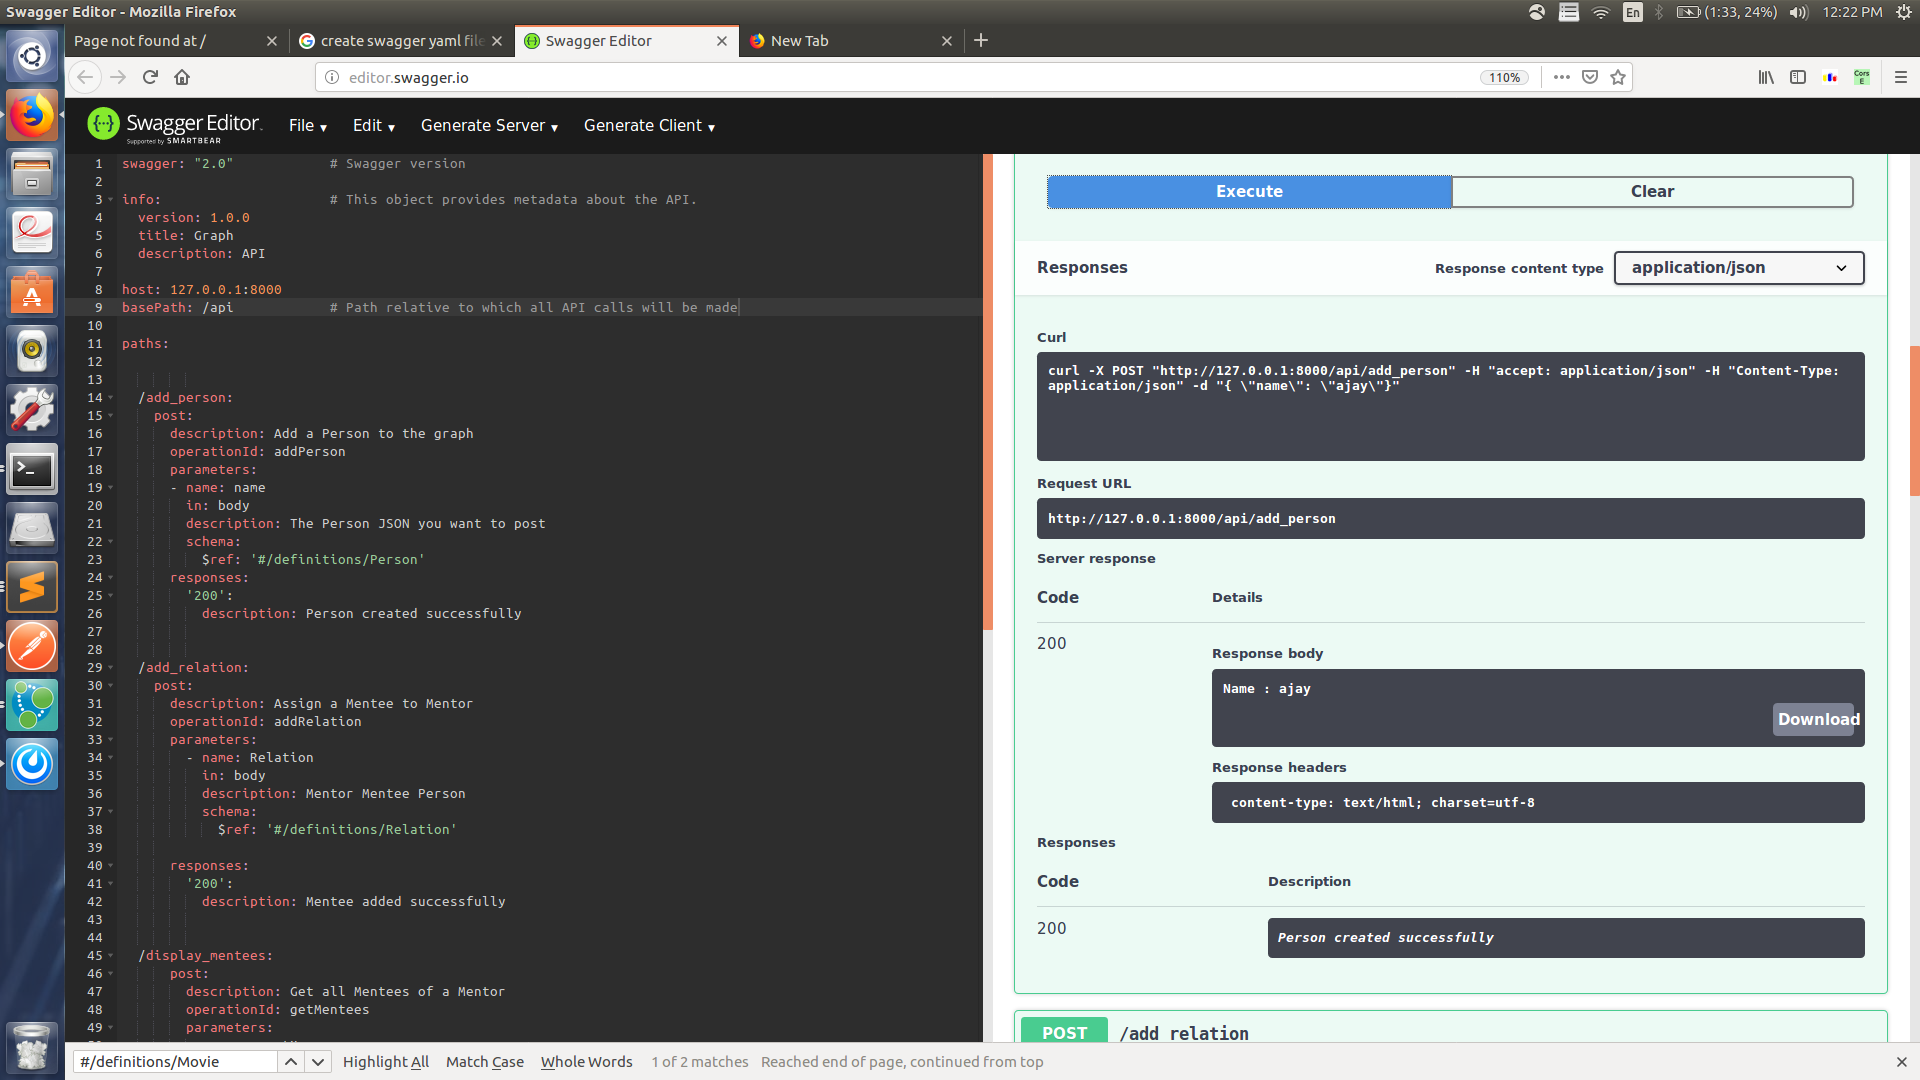 Swagger Editor - Mozilla Firefox
En
(1:33, 24%)
12:22 PM
Page not found at /
create swagger yaml file
Swagger Editor
New Tab
editor.swagger.io
110%
Cors
E
Swagger Editor
Supported by SMARTBEAR
File
Edit
Generate Server
Generate Client
1 swagger: "2.0" # Swagger version
2
3 info: # This object provides metadata about the API.
4 version: 1.0.0
5 title: Graph
6 description: API
7
8 host: 127.0.0.1:8000
9 basePath: /api # Path relative to which all API calls will be made
10
11 paths:
12
13
14 /add_person:
15 post:
16 description: Add a Person to the graph
17 operationId: addPerson
18 parameters:
19 - name: name
20 in: body
21 description: The Person JSON you want to post
22 schema:
23 $ref: '#/definitions/Person'
24 responses:
25 '200':
26 description: Person created successfully
27
28
29 /add_relation:
30 post:
31 description: Assign a Mentee to Mentor
32 operationId: addRelation
33 parameters:
34 - name: Relation
35 in: body
36 description: Mentor Mentee Person
37 schema:
38 $ref: '#/definitions/Relation'
39
40 responses:
41 '200':
42 description: Mentee added successfully
43
44
45 /display_mentees:
46 post:
47 description: Get all Mentees of a Mentor
48 operationId: getMentees
49 parameters:
Execute
Clear
Responses
Response content type
application/json
Curl
curl -X POST "http://127.0.0.1:8000/api/add_person" -H "accept: application/json" -H "Content-Type:
application/json" -d "{ \"name\": \"ajay\"}"
Request URL
http://127.0.0.1:8000/api/add_person
Server response
Code
Details
200
Response body
Name : ajay
Download
Response headers
content-type: text/html; charset=utf-8
Responses
Code
Description
200
Person created successfully
POST
/add_relation
#/definitions/Movie
Highlight All
Match Case
Whole Words
1 of 2 matches
Reached end of page, continued from top